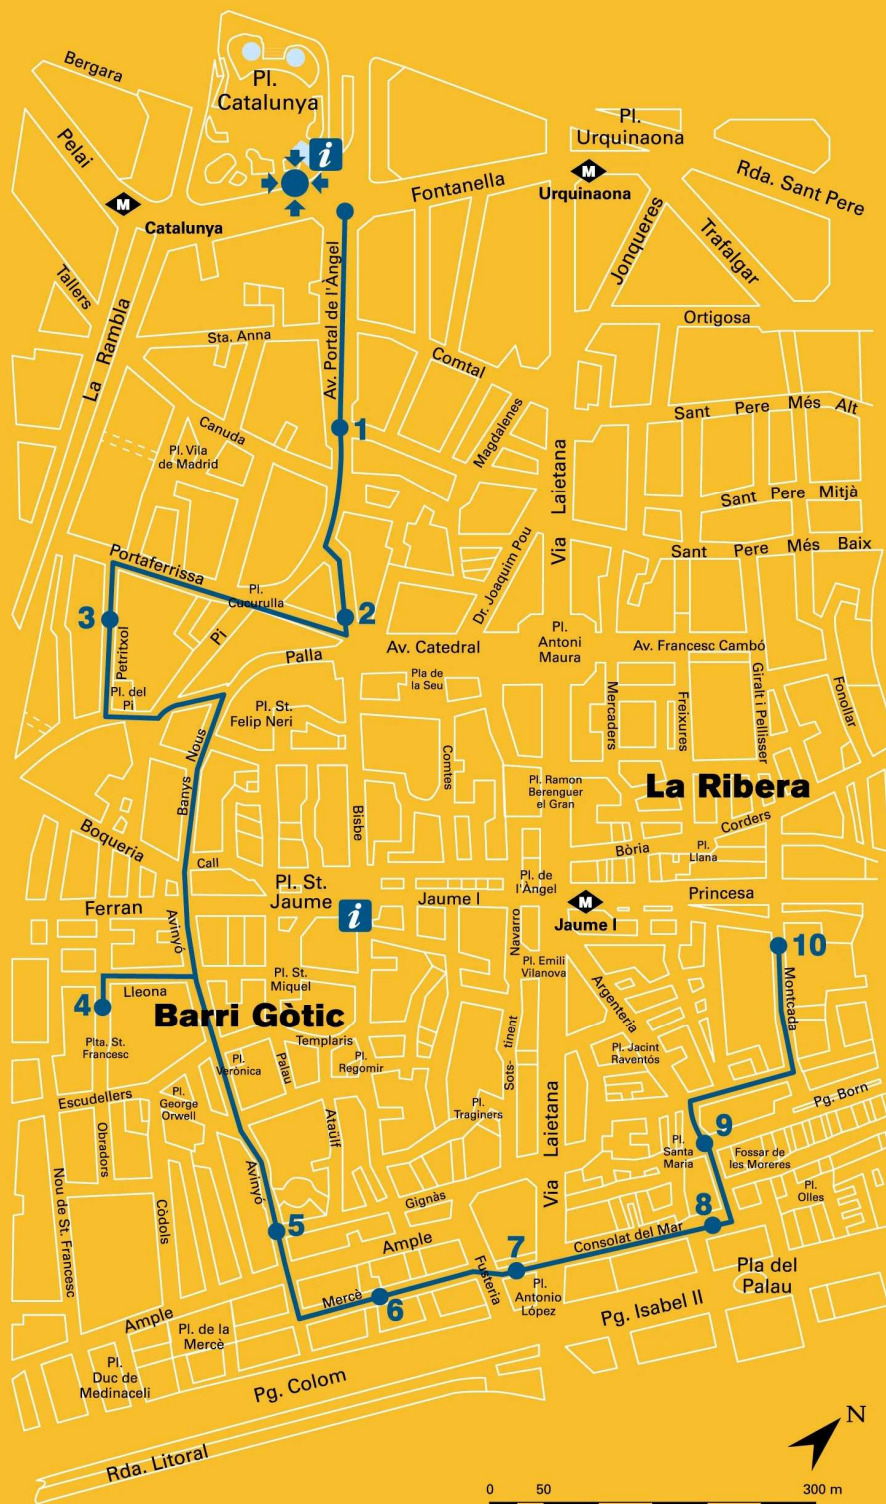 Bergara
Pl.
Catalunya
Pelai
i
Pl.
Urquinaona
M
Catalunya
Fontanella
M
Urquinaona
Rda. Sant Pere
Jonqueres
Trafalgar
Tallers
La Rambla
Av. Portal de l'Àngel
Sta. Anna
Ortigosa
Comtal
Canuda
1
Magdalenes
Sant Pere Més Alt
Pl. Vila
de Madrid
Via Laietana
Sant Pere Mitjà
Portaferrissa
Sant Pere Més Baix
Dr. Joaquim Pou
Pl.
Cucurulla
2
3
Petritxol
Pi
Palla
Av. Catedral
Pl.
Antoni
Maura
Av. Francesc Cambó
Pla de
la Seu
Pl. del
Pi
Pl. St.
Felip Neri
Mercaders
Freixures
Giralt i Pellisser
Fonollar
Banys Nous
Comtes
Pl. Ramon
Berenguer
el Gran
La Ribera
Bisbe
Boqueria
Corders
Bòria
Pl.
Llana
Call
Pl. St.
Jaume
i
Jaume I
Pl. de
l'Àngel
Princesa
M
Jaume I
Ferran
Avinyó
Navarro
10
Pl. Emili
Vilanova
Pl. St.
Miquel
Lleona
4
Barri Gòtic
Argenteria
Montcada
Plta. St.
Francesc
Templaris
Pl.
Verònica
Palau
Pl.
Regomir
Sots-tinent
Pl. Jacint
Raventós
Escudellers
Pl.
George
Orwell
Pl.
Traginers
Via Laietana
Pg. Born
Obradors
Ataülf
9
Pl.
Santa
Maria
Fossar de
les Moreres
Nou de St. Francesc
Còdols
Avinyó
Gignàs
Pl.
Olles
5
8
Ample
7
Consolat del Mar
Fusteria
Pla del
Palau
Mercè
6
Pl.
Antonio
López
Pg. Isabel II
Ample
Pl. de la
Mercè
Pl.
Duc de
Medinaceli
Pg. Colom
Rda. Litoral
N
0 50 300 m